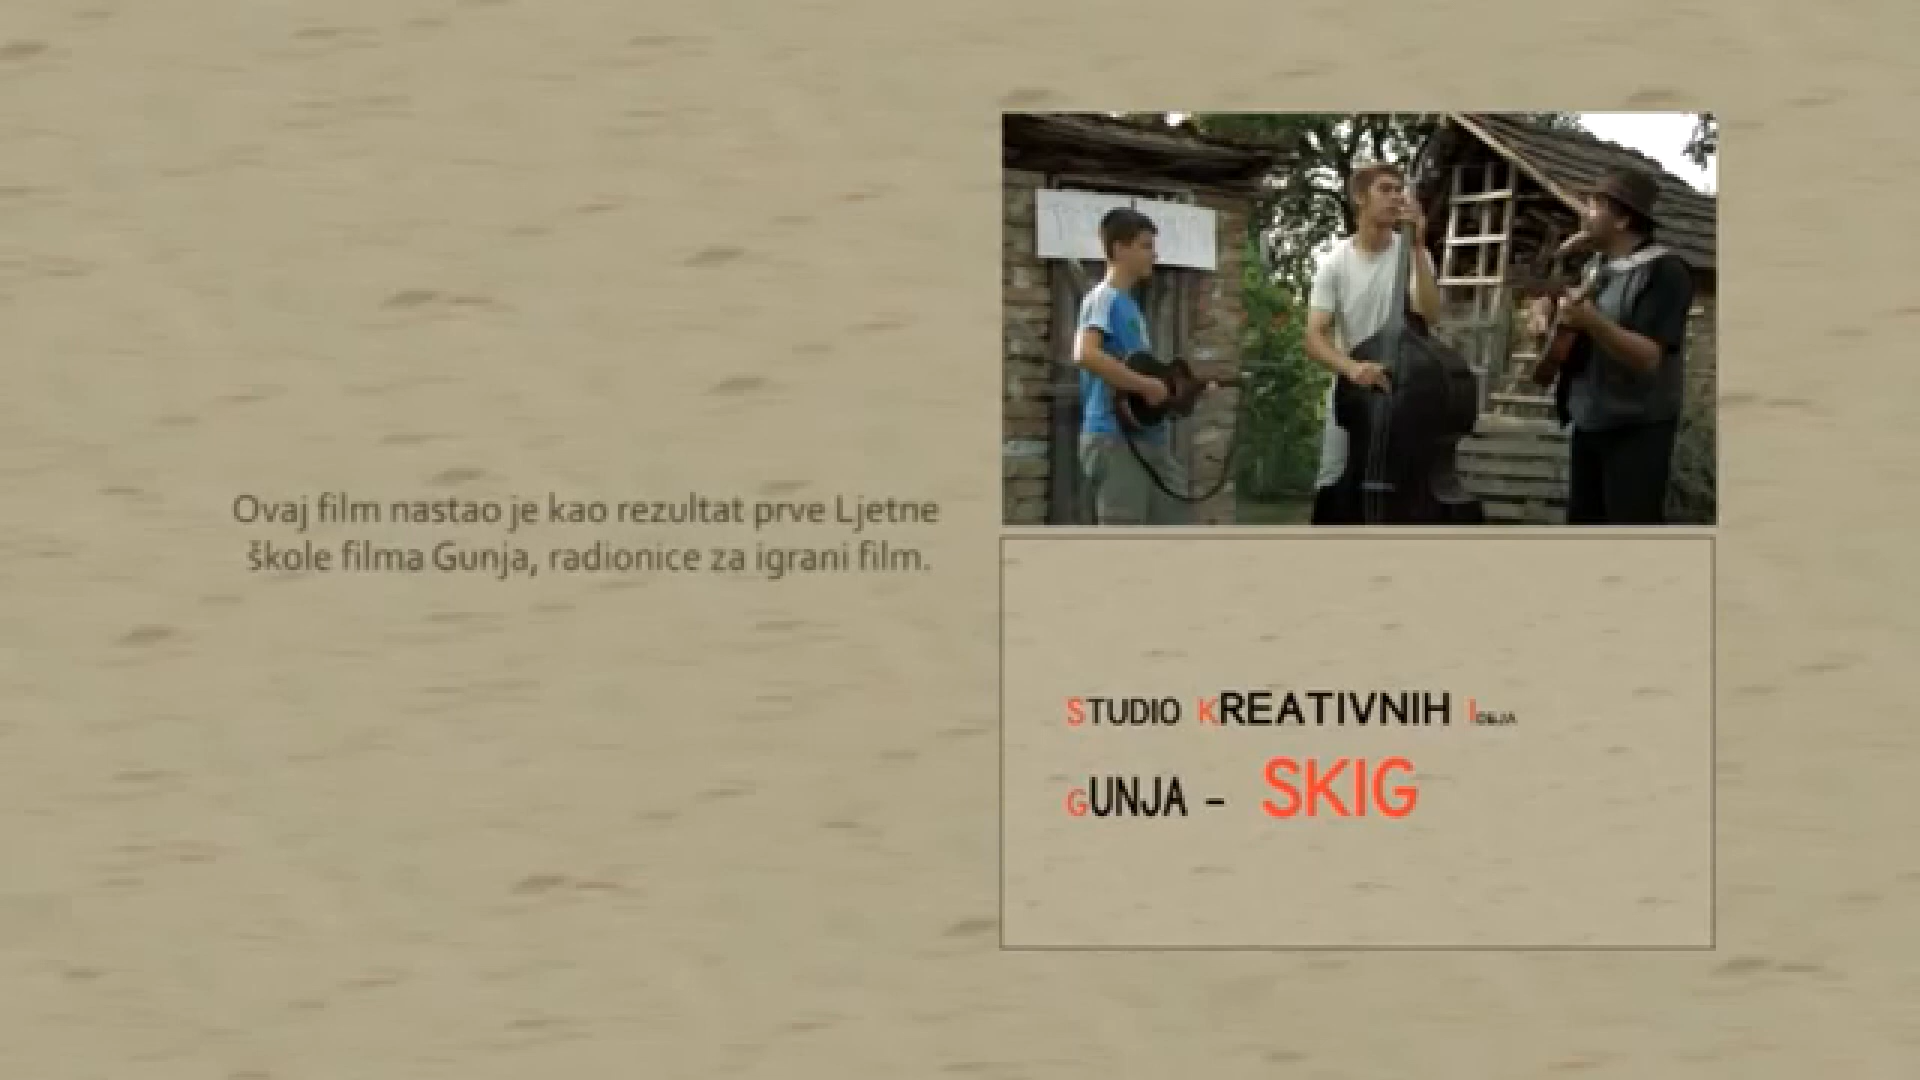 Ovaj film nastao je kao rezultat prve Ljetne
škole filma Gunja, radionice za igrani film.
STUDIO KREATIVNIH IDEJA
GUNJA - SKIG